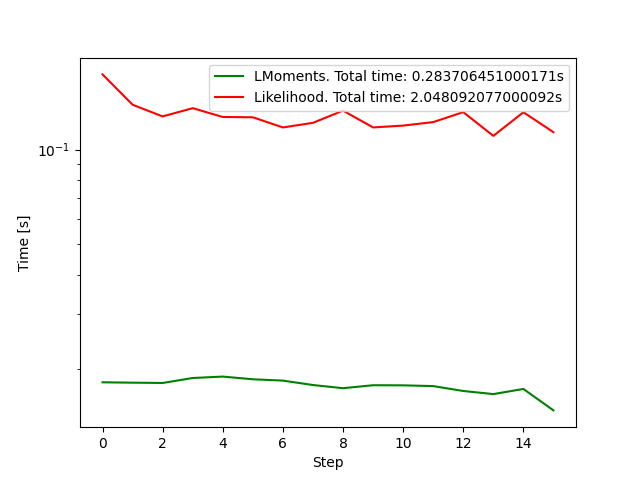 LMoments. Total time: 0.283706451000171s
Likelihood. Total time: 2.048092077000092s
10⁻¹
Time [s]
0 2 4 6 8 10 12 14
Step